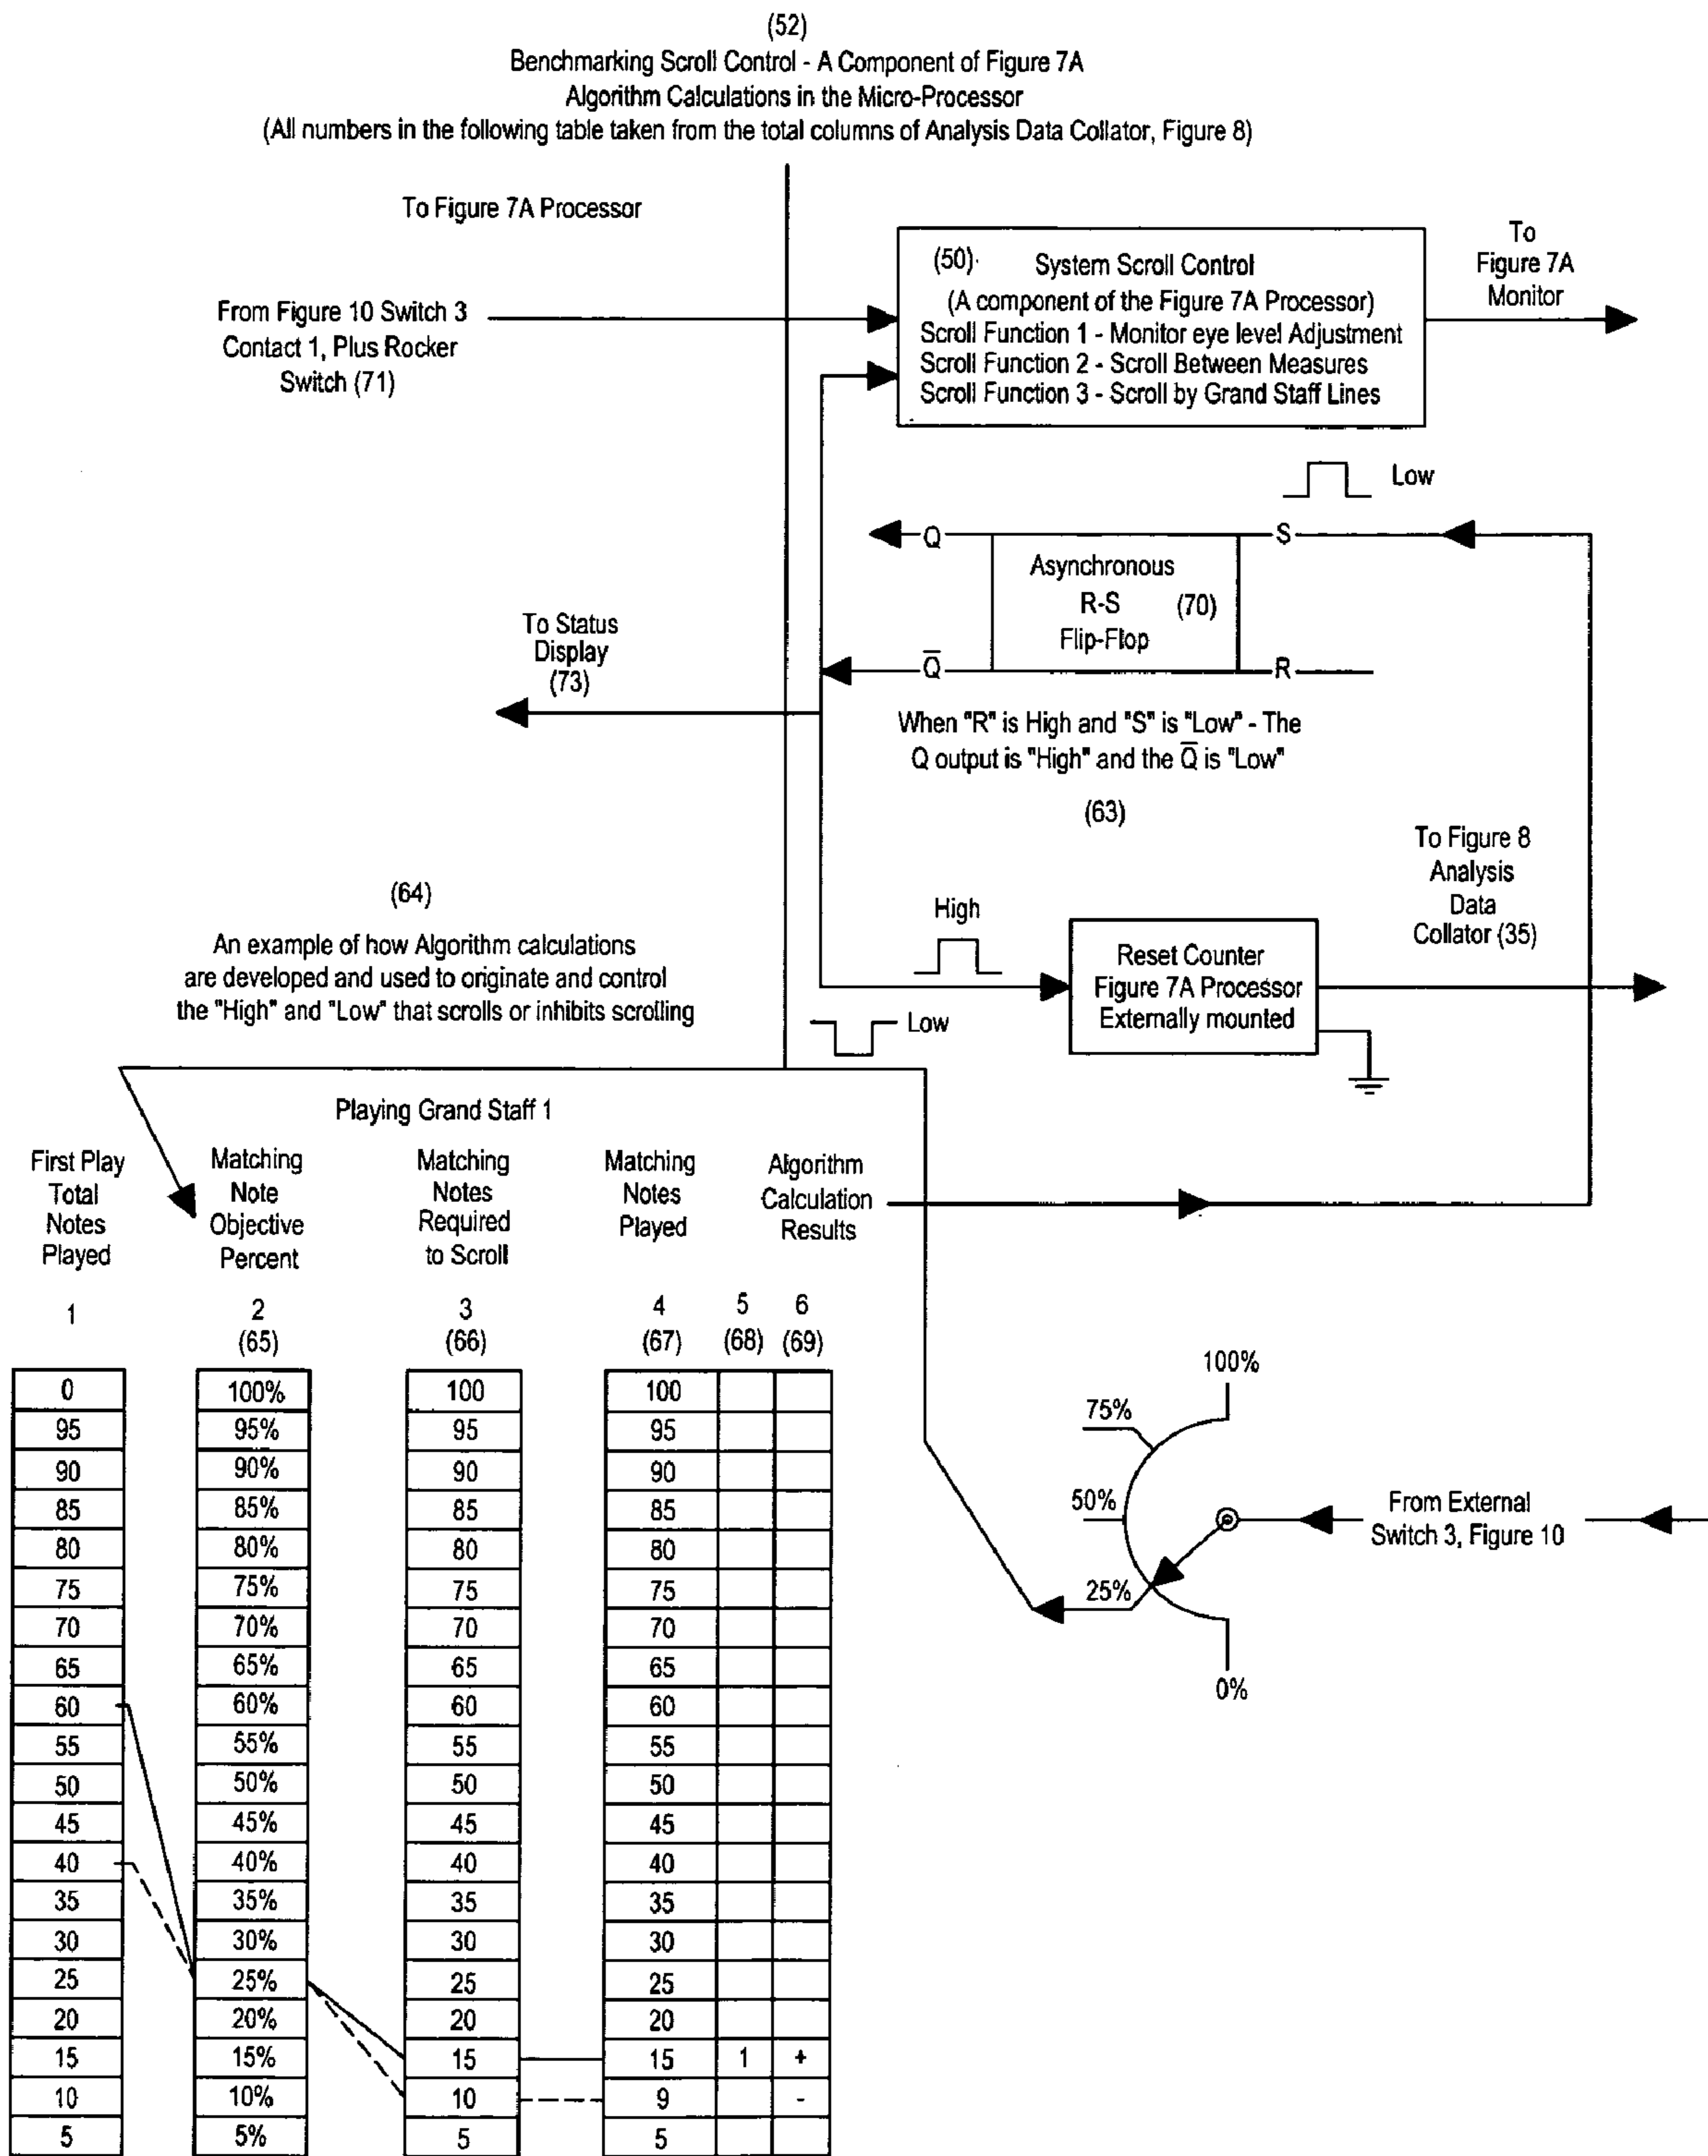 (52)
Benchmarking Scroll Control - A Component of Figure 7A
Algorithm Calculations in the Micro-Processor
(All numbers in the following table taken from the total columns of Analysis Data Collator, Figure 8)
To Figure 7A Processor
From Figure 10 Switch 3
Contact 1, Plus Rocker
Switch (71)
(50) System Scroll Control
(A component of the Figure 7A Processor)
Scroll Function 1 - Monitor eye level Adjustment
Scroll Function 2 - Scroll Between Measures
Scroll Function 3 - Scroll by Grand Staff Lines
To
Figure 7A
Monitor
Low
Q
S
Asynchronous
R-S (70)
Flip-Flop
Q̅
R
To Status
Display
(73)
When "R" is High and "S" is "Low" - The
Q output is "High" and the Q̅ is "Low"
(63)
To Figure 8
Analysis
Data
Collator (35)
(64)
An example of how Algorithm calculations
are developed and used to originate and control
the "High" and "Low" that scrolls or inhibits scrolling
High
Low
Reset Counter
Figure 7A Processor
Externally mounted
Playing Grand Staff 1
First Play
Total
Notes
Played
Matching
Note
Objective
Percent
Matching
Notes
Required
to Scroll
Matching
Notes
Played
Algorithm
Calculation
Results
1 2 3 4 5 6
(65) (66) (67) (68) (69)
0 100% 100 100
95 95% 95 95
90 90% 90 90
85 85% 85 85
80 80% 80 80
75 75% 75 75
70 70% 70 70
65 65% 65 65
60 60% 60 60
55 55% 55 55
50 50% 50 50
45 45% 45 45
40 40% 40 40
35 35% 35 35
30 30% 30 30
25 25% 25 25
20 20% 20 20
15 15% 15 15 1 +
10 10% 10 9 -
5 5% 5 5
100%
75%
50%
25%
0%
From External
Switch 3, Figure 10